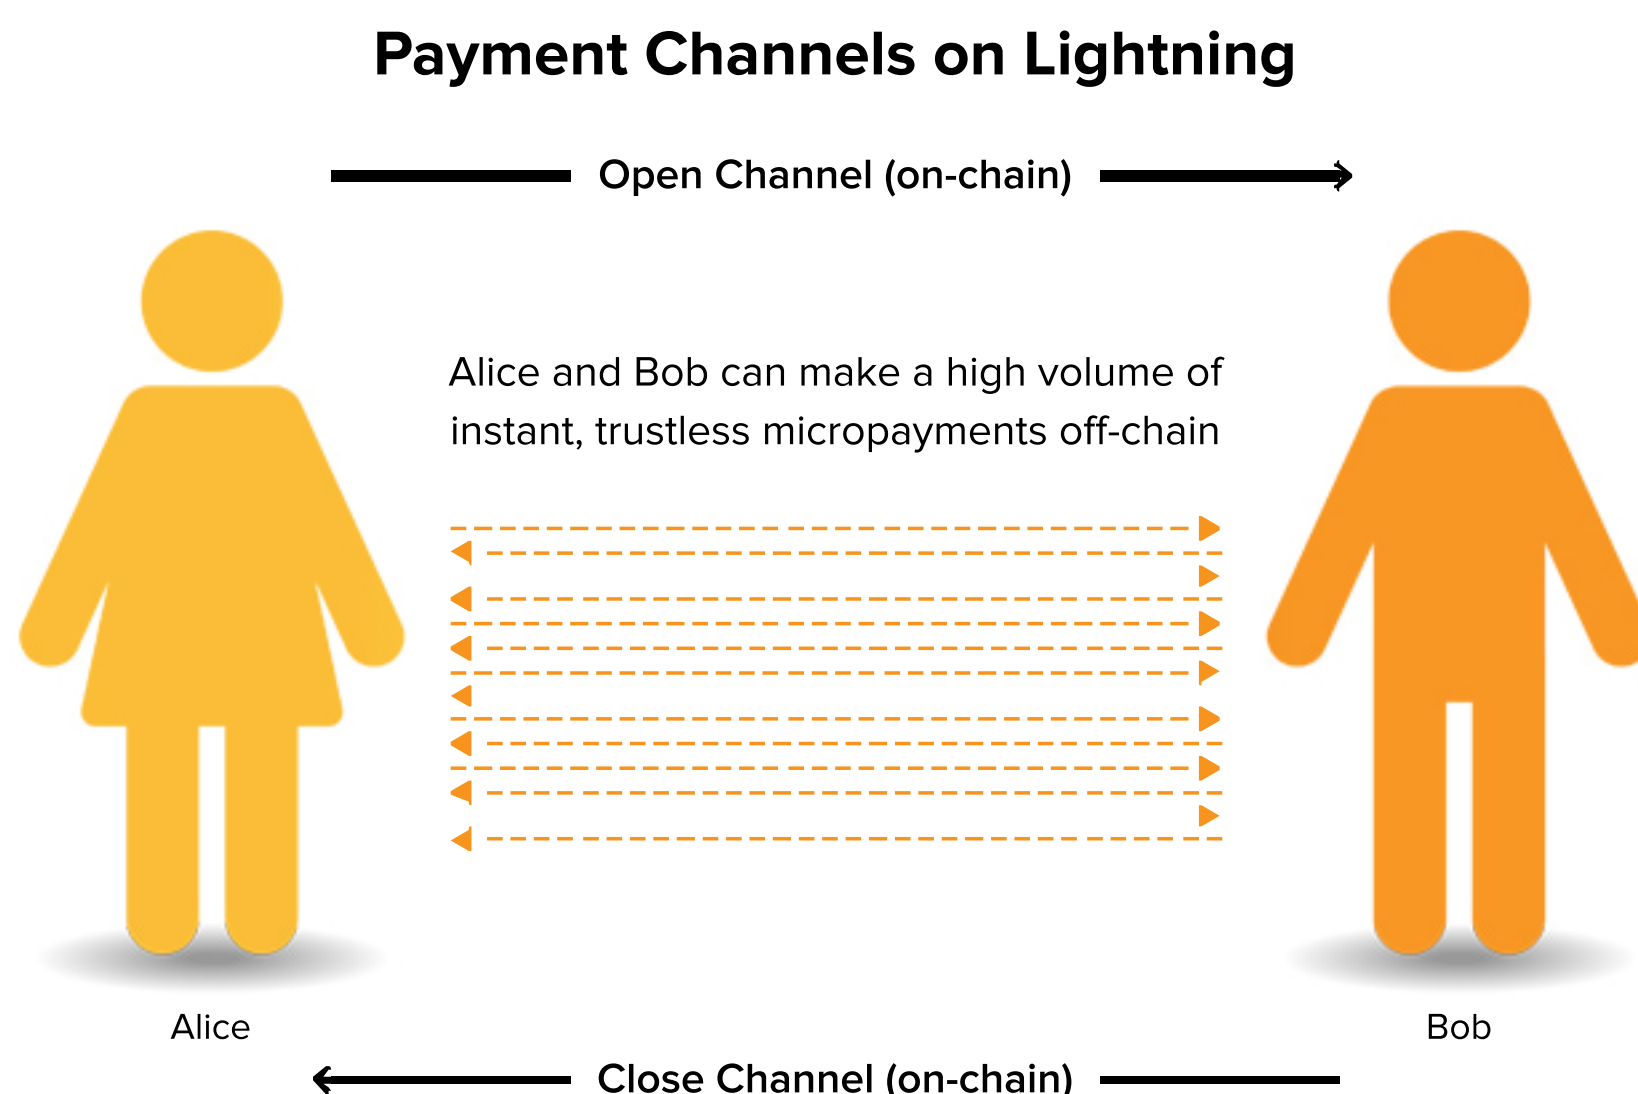 Payment Channels on Lightning
Open Channel (on-chain)
Alice and Bob can make a high volume of
instant, trustless micropayments off-chain
Alice
Bob
Close Channel (on-chain)